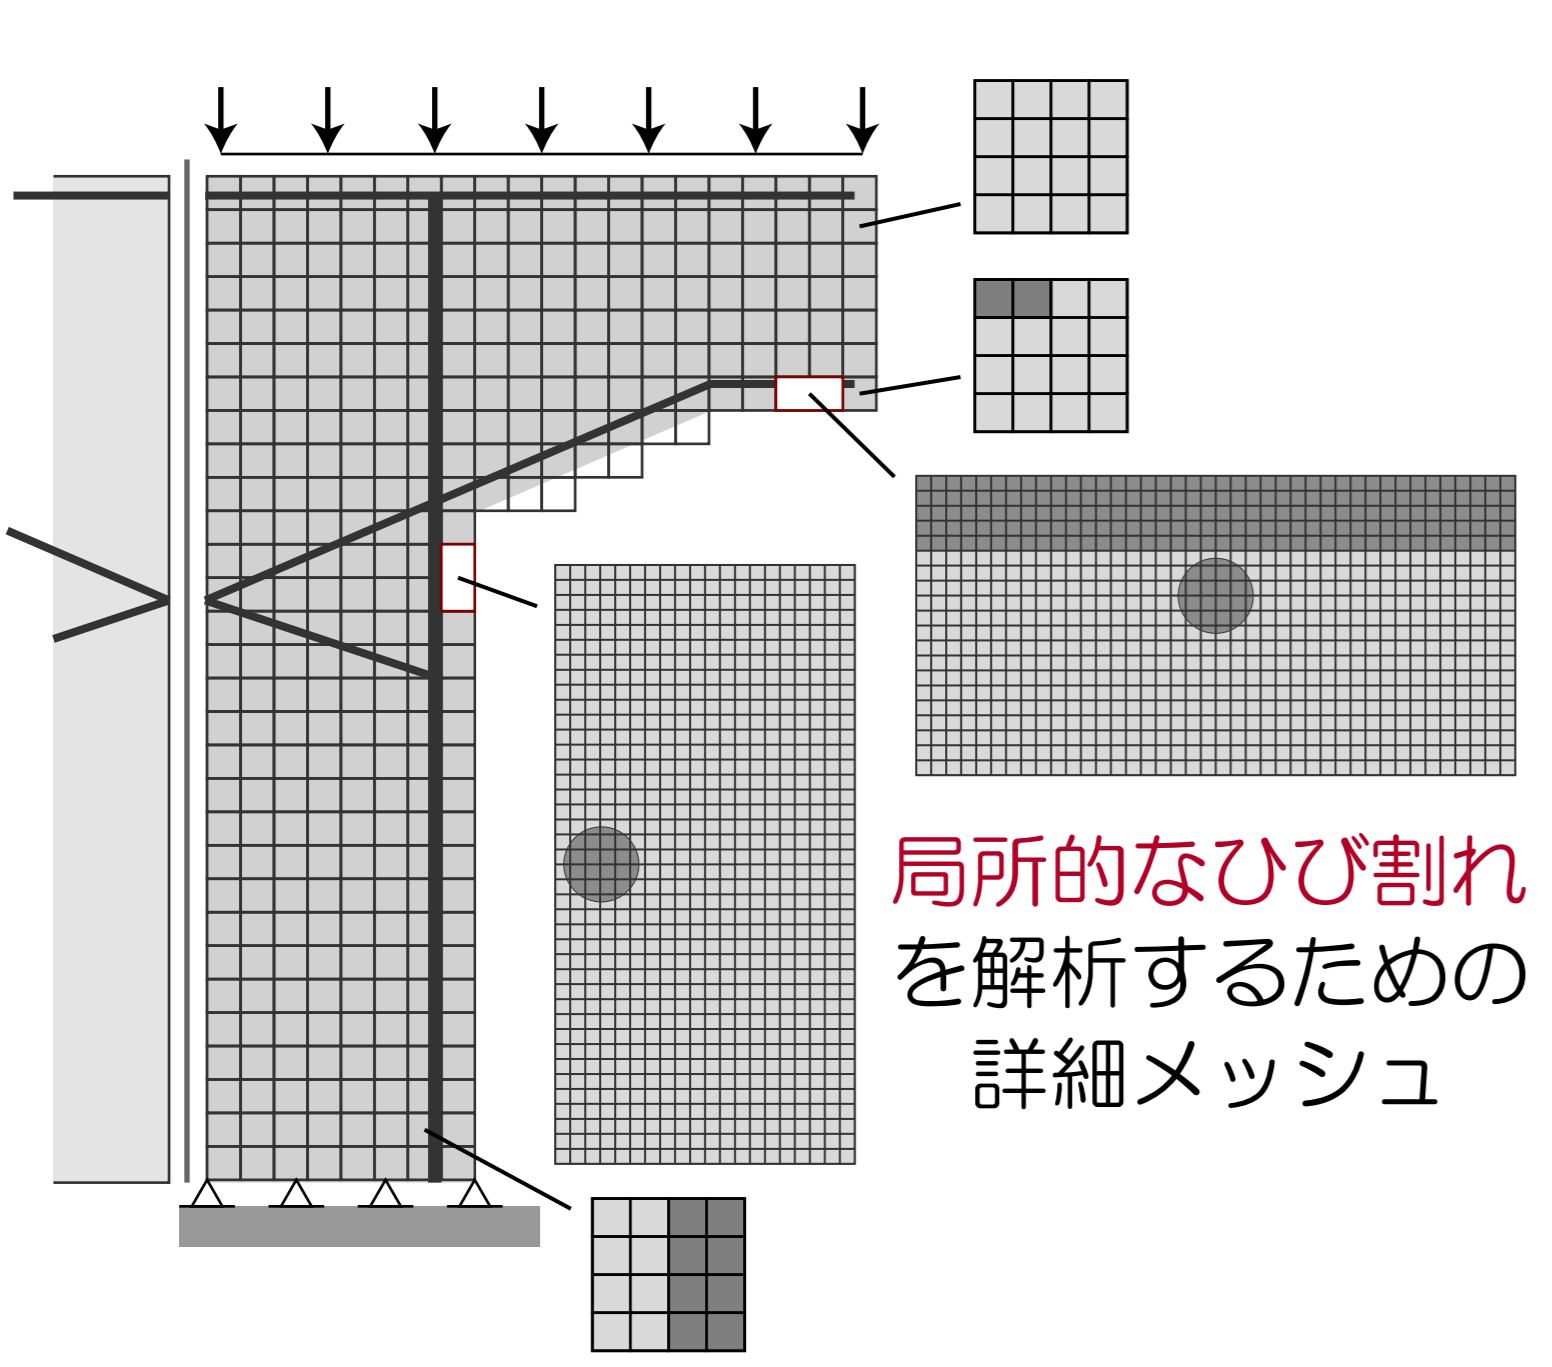 局所的なひび割れ
を解析するための
詳細メッシュ